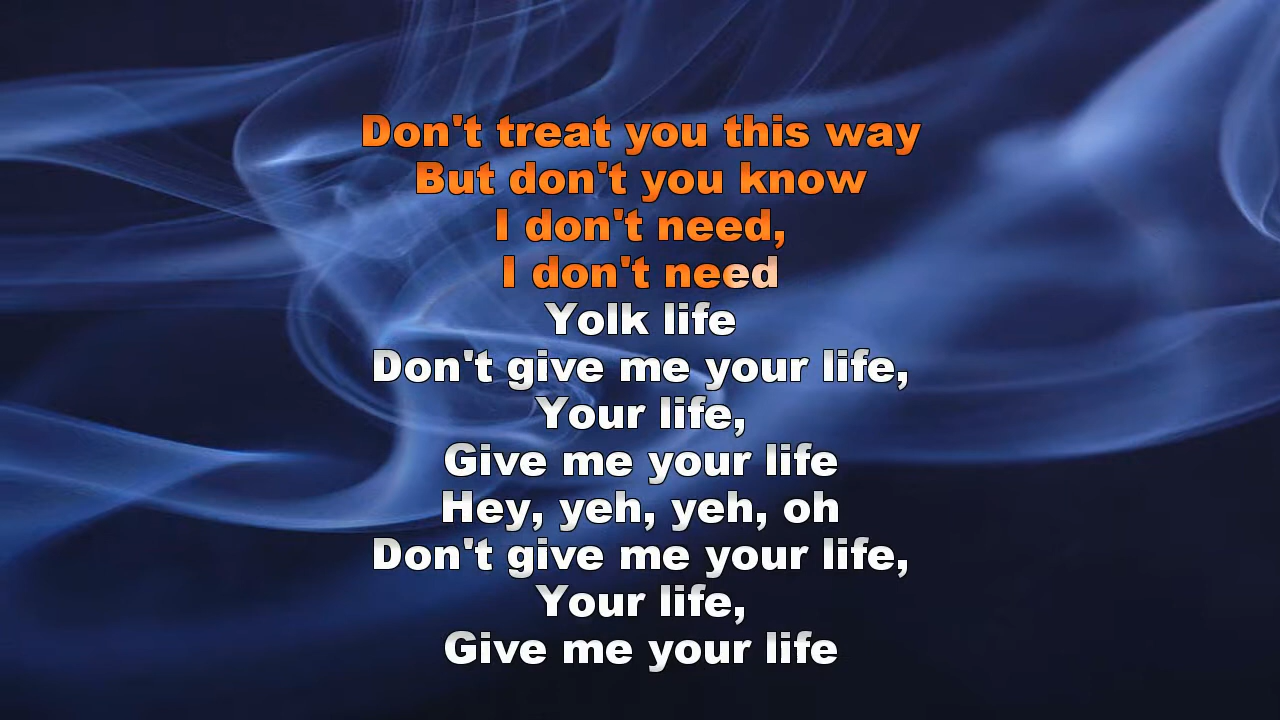 Don't treat you this way
But don't you know
I don't need,
I don't need
Yolk life
Don't give me your life,
Your life,
Give me your life
Hey, yeh, yeh, oh
Don't give me your life,
Your life,
Give me your life